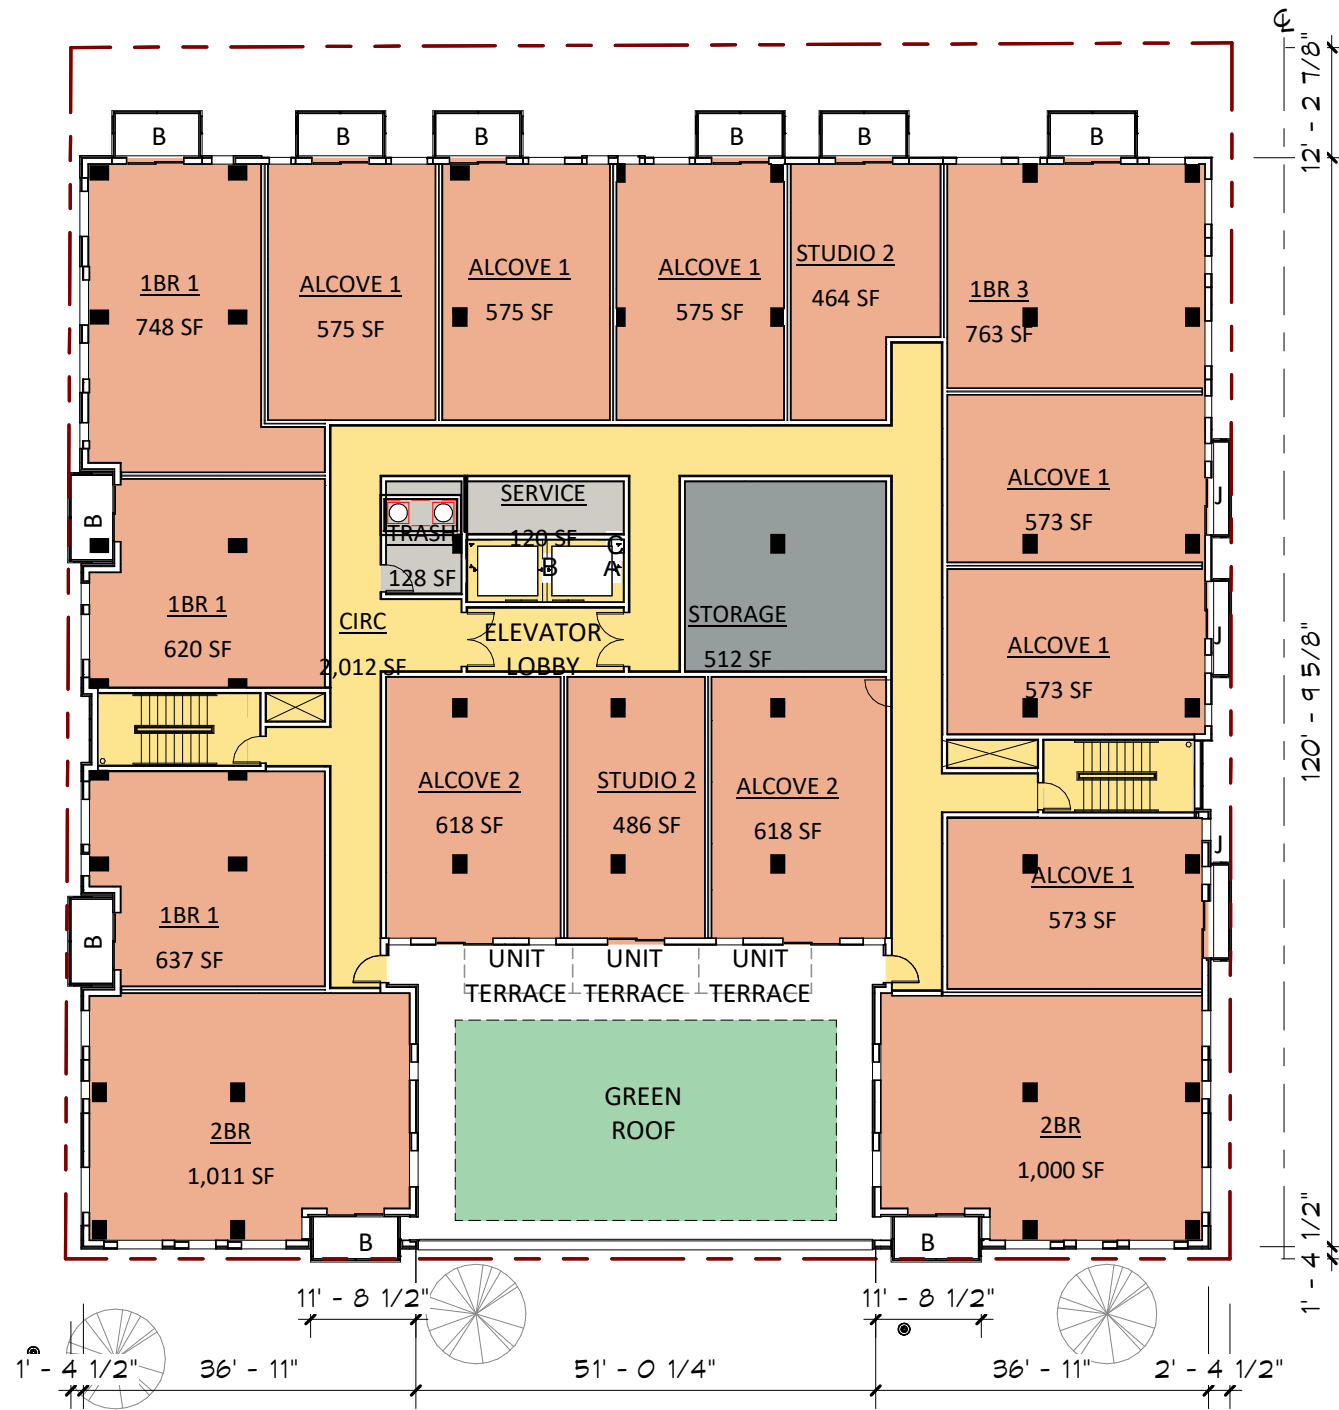 ℄
12' - 2 7/8"
B
B
B
B
B
B
1BR 1
748 SF
ALCOVE 1
575 SF
ALCOVE 1
575 SF
ALCOVE 1
575 SF
STUDIO 2
464 SF
1BR 3
763 SF
ALCOVE 1
573 SF
J
B
SERVICE
120 SF
TRASH
128 SF
B
C
A
1BR 1
620 SF
CIRC
2,012 SF
ELEVATOR
LOBBY
STORAGE
512 SF
ALCOVE 1
573 SF
J
120' - 9 5/8"
ALCOVE 2
618 SF
STUDIO 2
486 SF
ALCOVE 2
618 SF
ALCOVE 1
573 SF
J
1BR 1
637 SF
B
UNIT
TERRACE
UNIT
TERRACE
UNIT
TERRACE
2BR
1,011 SF
GREEN
ROOF
2BR
1,000 SF
B
B
1' - 4 1/2"
11' - 8 1/2"
11' - 8 1/2"
1' - 4 1/2"
36' - 11"
51' - 0 1/4"
36' - 11"
2' - 4 1/2"